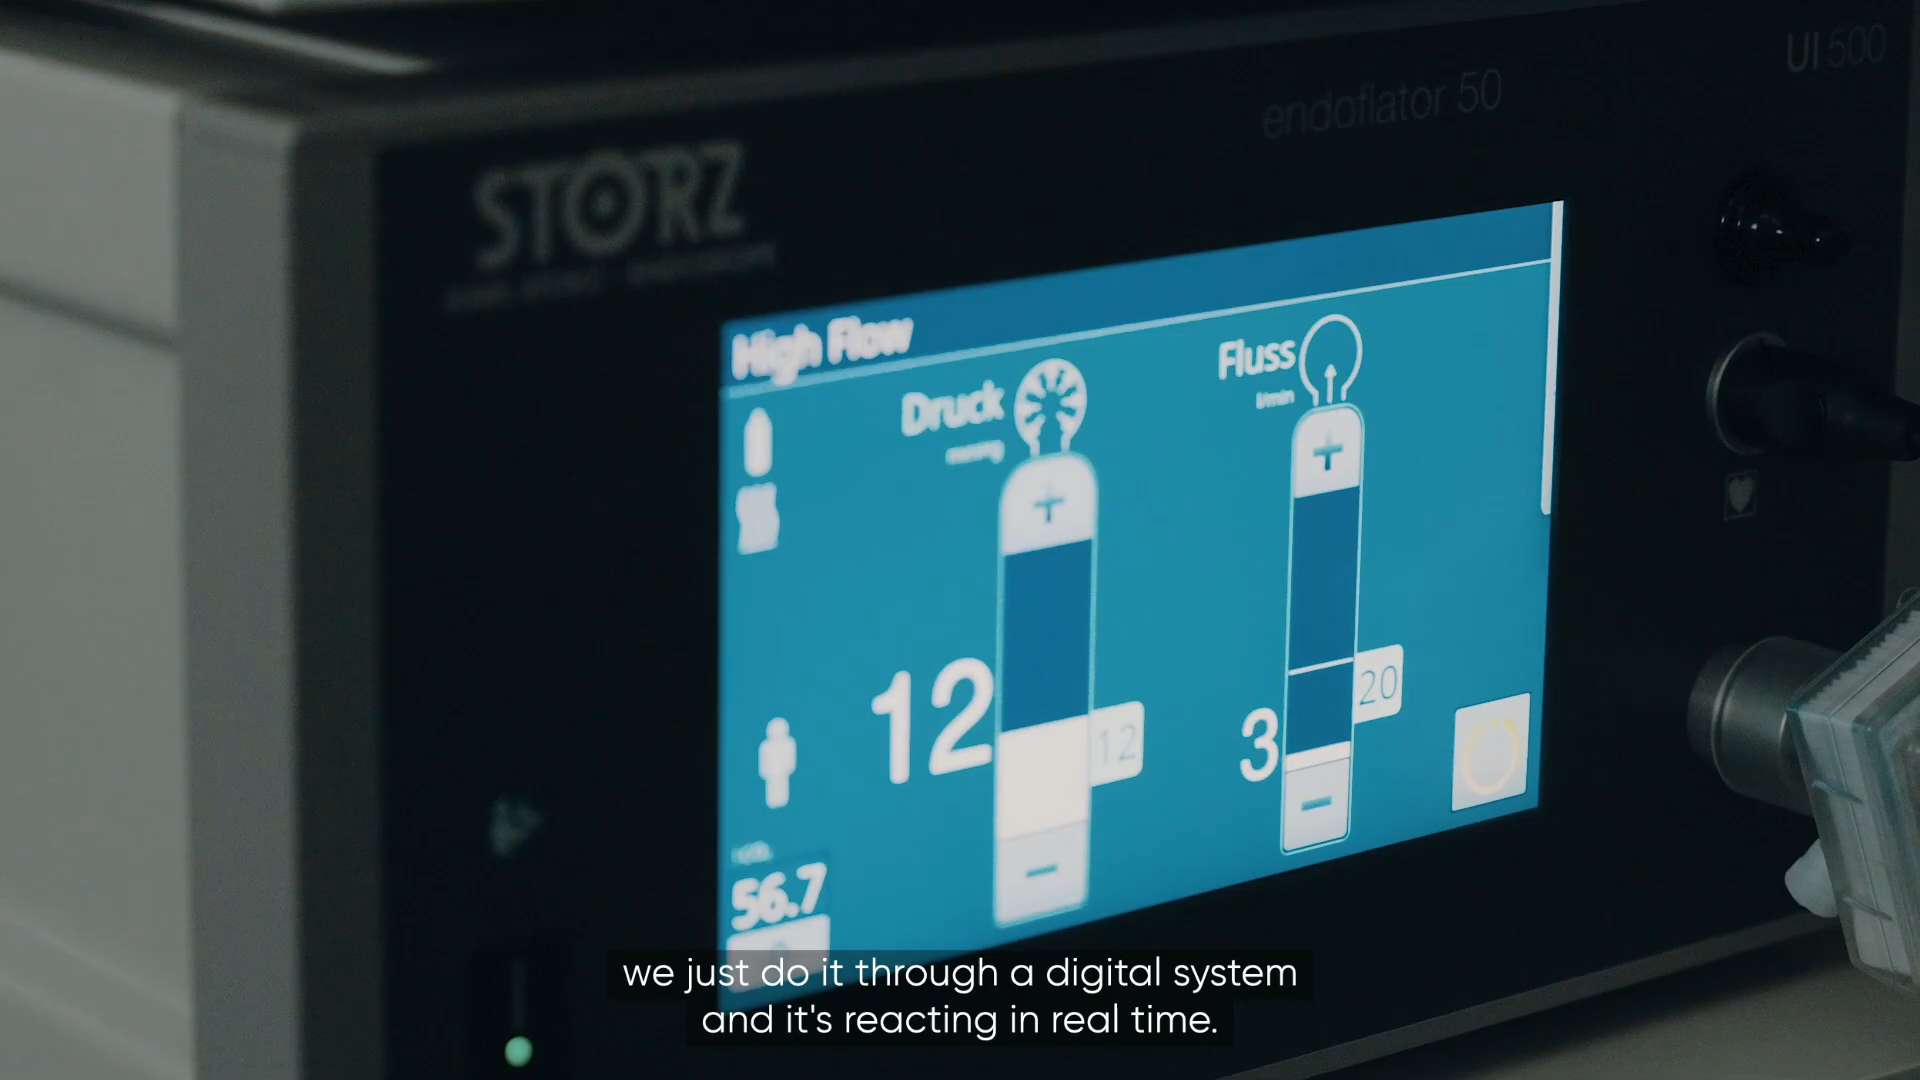 UI 500
endoflator 50
STORZ
High Flow
Druck
Fluss
l/min
12
12
3
20
56.7
we just do it through a digital system
and it's reacting in real time.